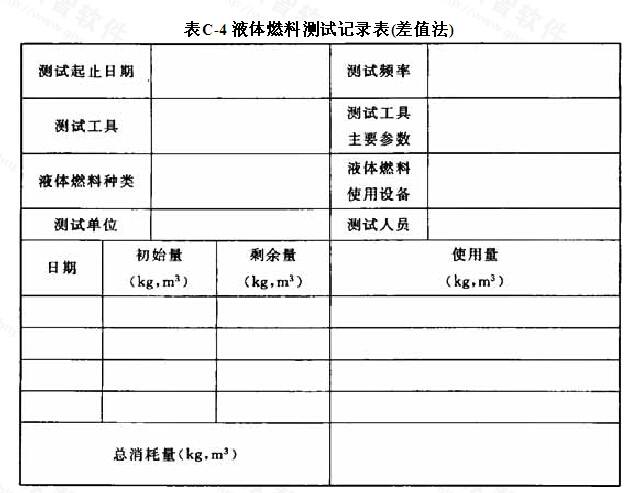 表C-4 液体燃料测试记录表(差值法)
测试起止日期
测试频率
测试工具
测试工具
主要参数
液体燃料种类
液体燃料
使用设备
测试单位
测试人员
日期
初始量
(kg,m³)
剩余量
(kg,m³)
使用量
(kg,m³)
总消耗量(kg,m³)